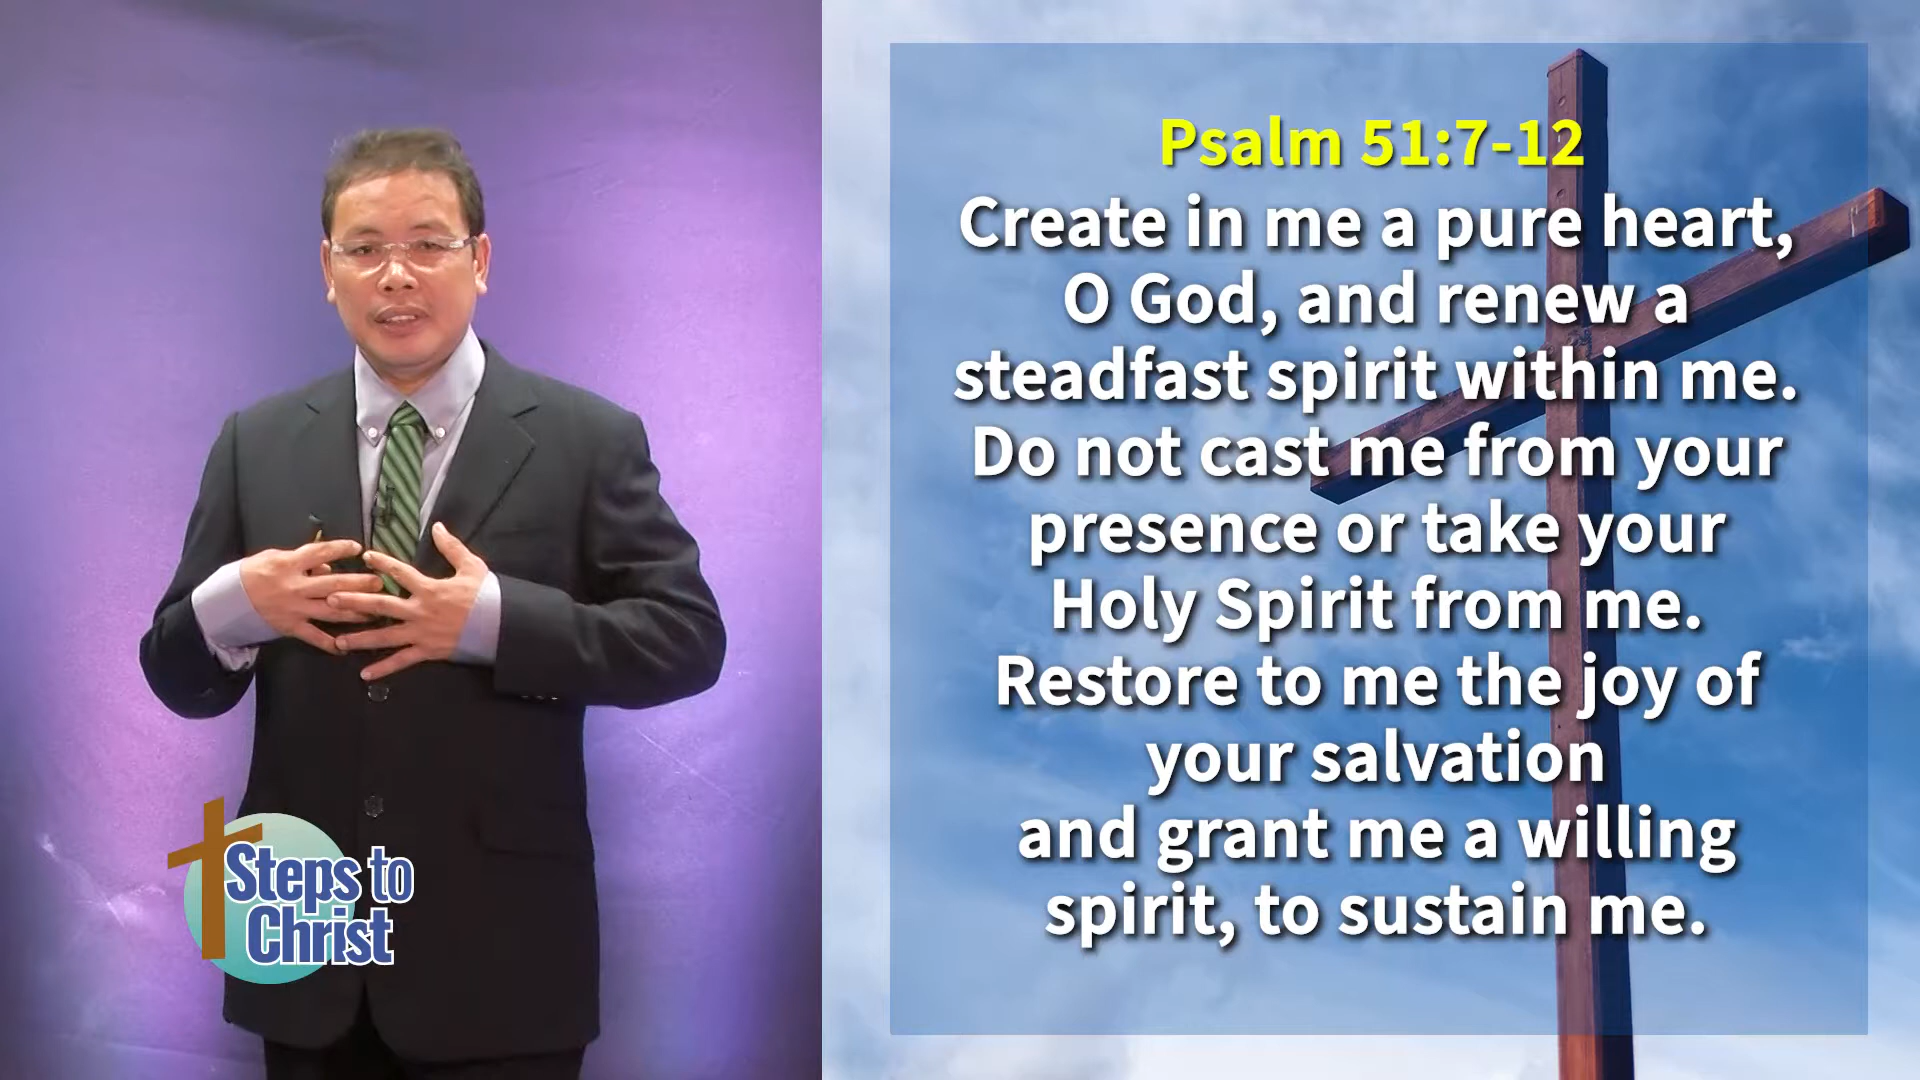 Psalm 51:7-12
Create in me a pure heart,
O God, and renew a
steadfast spirit within me.
Do not cast me from your
presence or take your
Holy Spirit from me.
Restore to me the joy of
your salvation
and grant me a willing
spirit, to sustain me.
Steps to
Christ